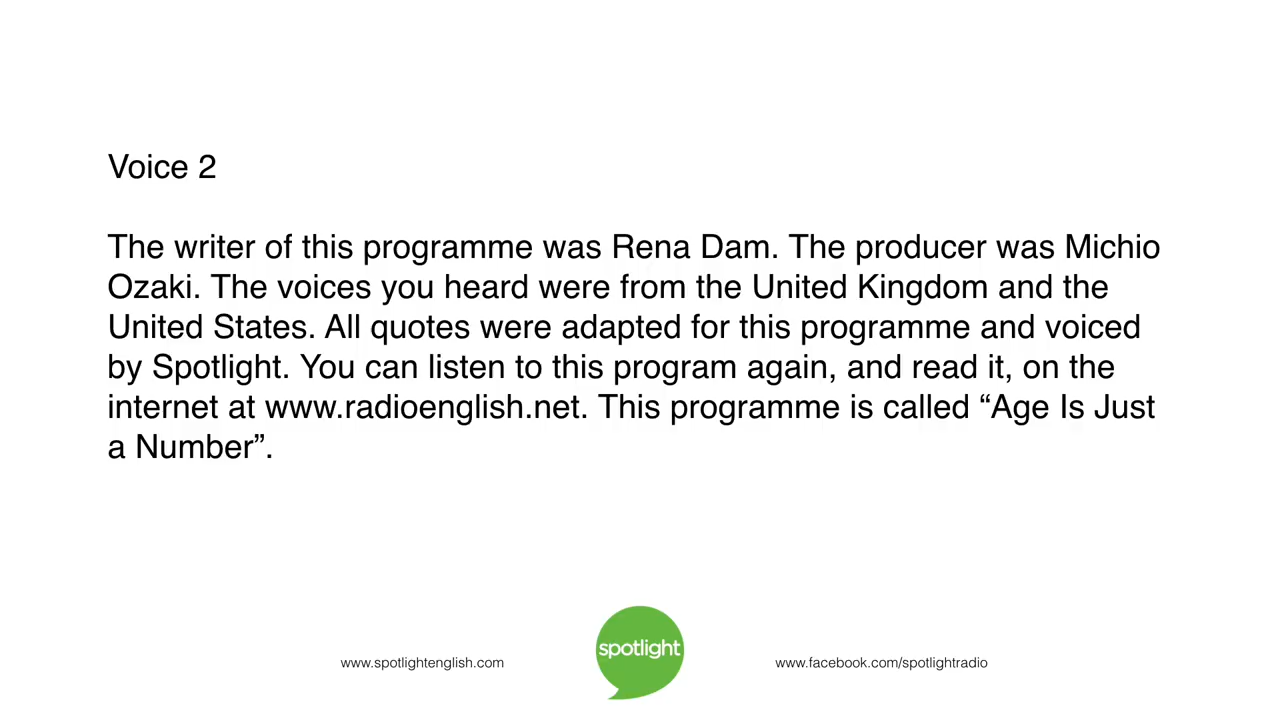 Voice 2
The writer of this programme was Rena Dam. The producer was Michio
Ozaki. The voices you heard were from the United Kingdom and the
United States. All quotes were adapted for this programme and voiced
by Spotlight. You can listen to this program again, and read it, on the
internet at www.radioenglish.net. This programme is called “Age Is Just
a Number”.
www.spotlightenglish.com
spotlight
www.facebook.com/spotlightradio